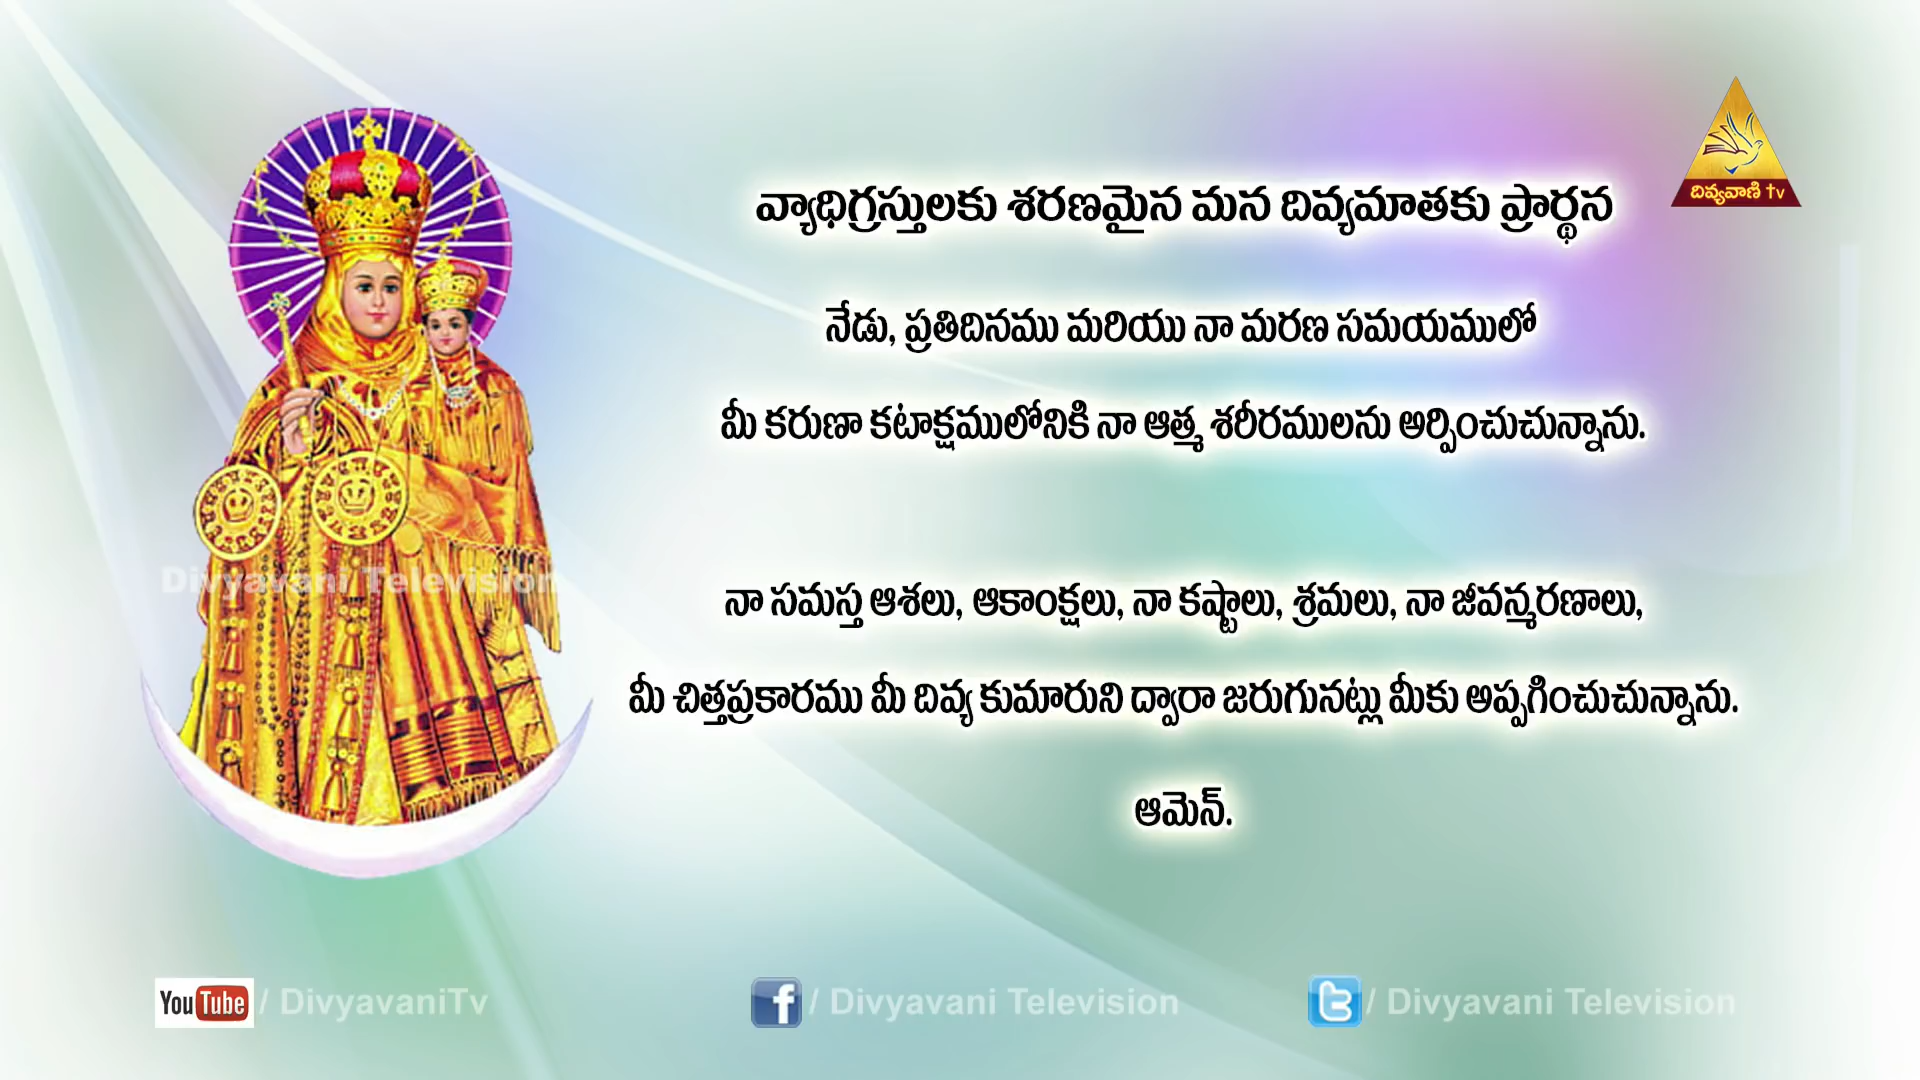 దివ్యవాణి tv
వ్యాధిగ్రస్తులకు శరణమైన మన దివ్యమాతకు ప్రార్థన
నేడు, ప్రతిదినము మరియు నా మరణ సమయములో
మీ కరుణా కటాక్షములోనికి నా ఆత్మ శరీరములను అర్పించుచున్నాను.
Divyavani Television
నా సమస్త ఆశలు, ఆకాంక్షలు, నా కష్టాలు, శ్రమలు, నా జీవన్మరణాలు,
మీ చిత్తప్రకారము మీ దివ్య కుమారుని ద్వారా జరుగునట్లు మీకు అప్పగించుచున్నాను.
ఆమెన్.
YouTube / DivyavaniTv
f / Divyavani Television
t / Divyavani Television